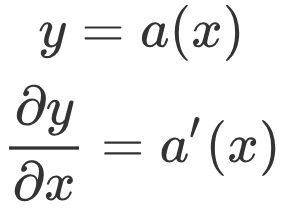 y = a(x)
∂y/∂x = a′(x)